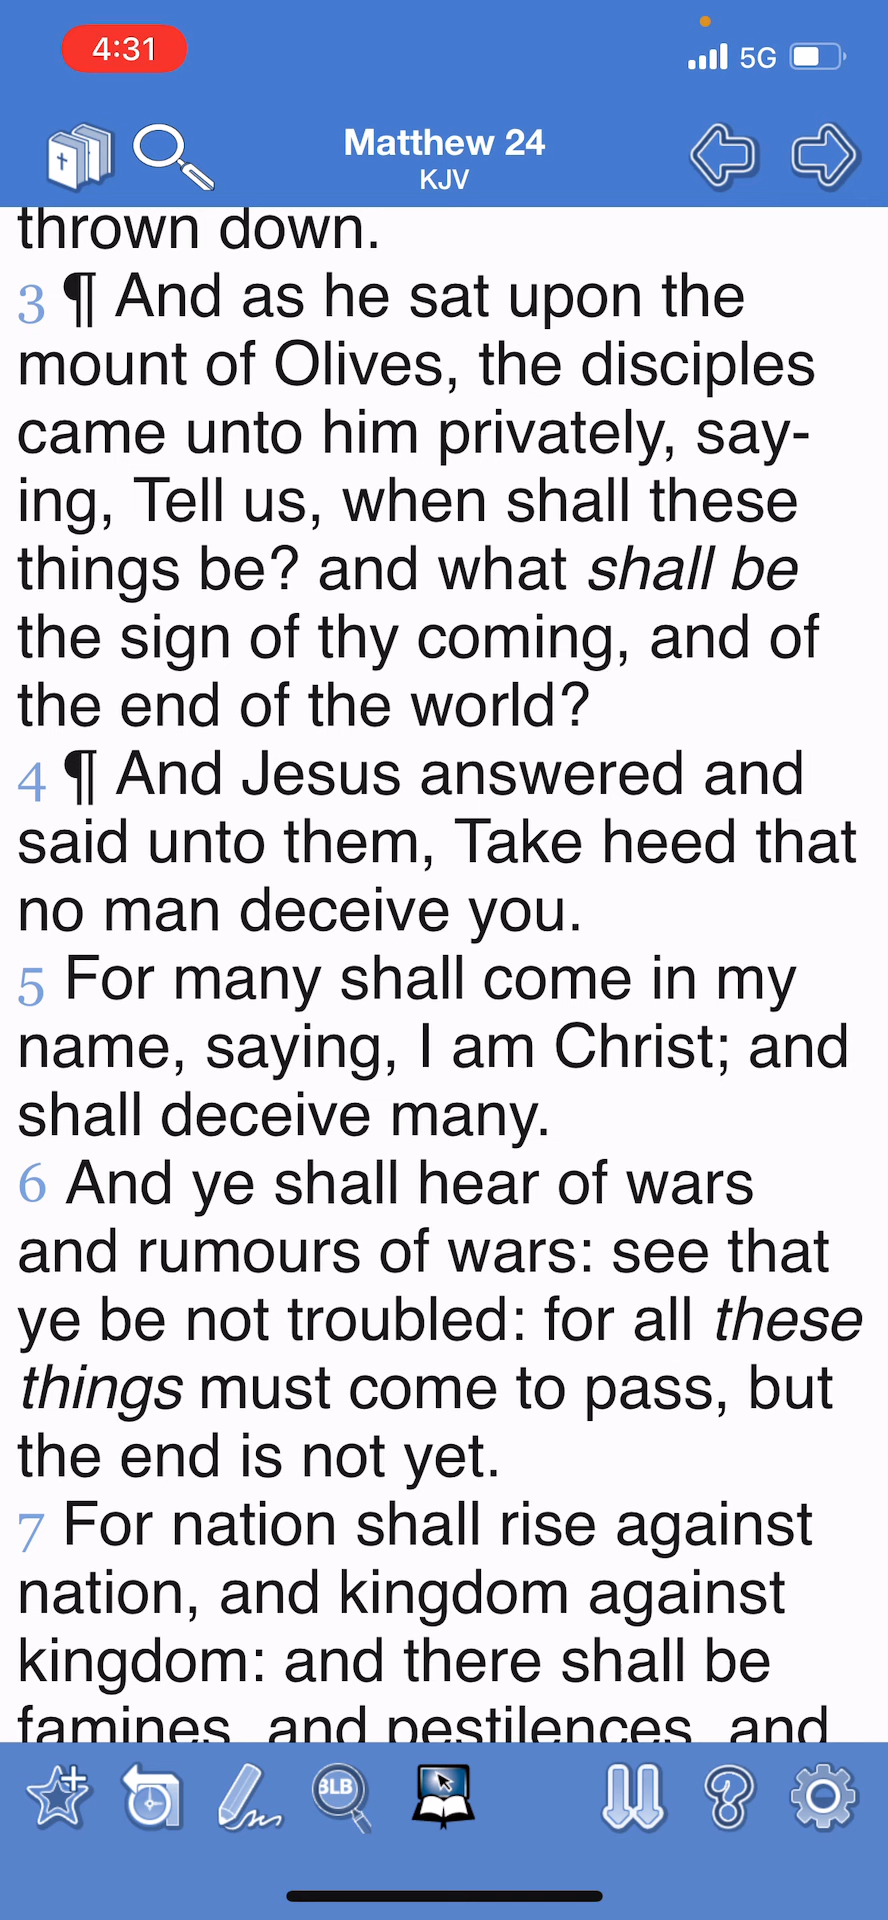 4:31
5G
Matthew 24
KJV
thrown down.
3 ¶ And as he sat upon the
mount of Olives, the disciples
came unto him privately, say-
ing, Tell us, when shall these
things be? and what shall be
the sign of thy coming, and of
the end of the world?
4 ¶ And Jesus answered and
said unto them, Take heed that
no man deceive you.
5 For many shall come in my
name, saying, I am Christ; and
shall deceive many.
6 And ye shall hear of wars
and rumours of wars: see that
ye be not troubled: for all these
things must come to pass, but
the end is not yet.
7 For nation shall rise against
nation, and kingdom against
kingdom: and there shall be
famines, and pestilences, and
BLB